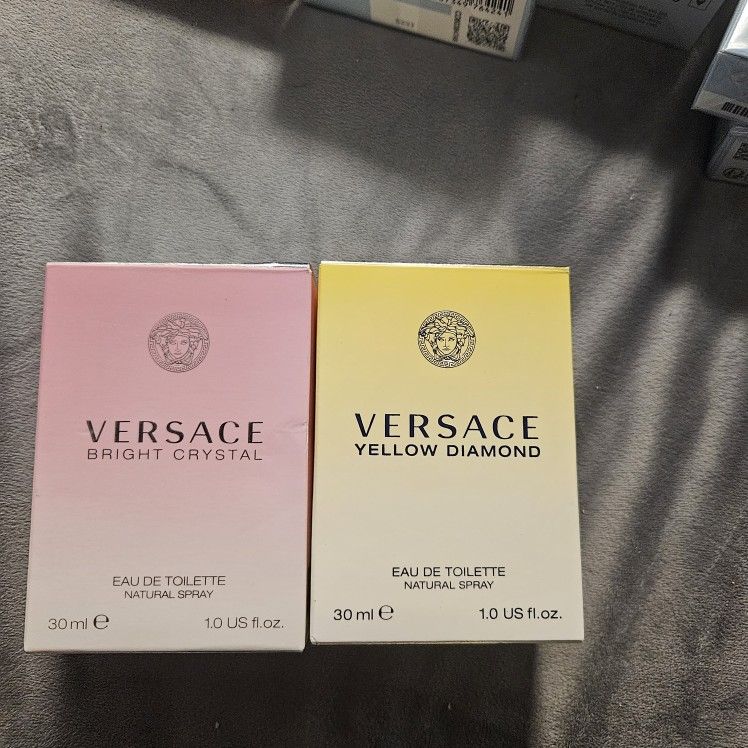 VERSACE
BRIGHT CRYSTAL
EAU DE TOILETTE
NATURAL SPRAY
30 ml e
1.0 US fl.oz.
VERSACE
YELLOW DIAMOND
EAU DE TOILETTE
NATURAL SPRAY
30 ml e
1.0 US fl.oz.